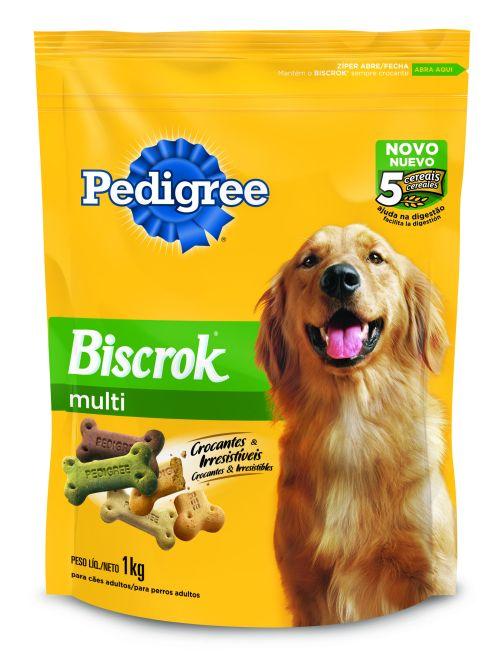 ZÍPER ABRE/FECHA
Mantém o BISCROK® sempre crocante
ABRA AQUI
NOVO
NUEVO
5 cereais
cereales
ajuda na digestão
facilita la digestión
Pedigree®
Biscrok®
multi
Crocantes &
Irresistíveis
Crocantes & Irresistibles
PEDIGREE
PEDIGREE
PESO LÍQ./NETO 1kg
para cães adultos/para perros adultos